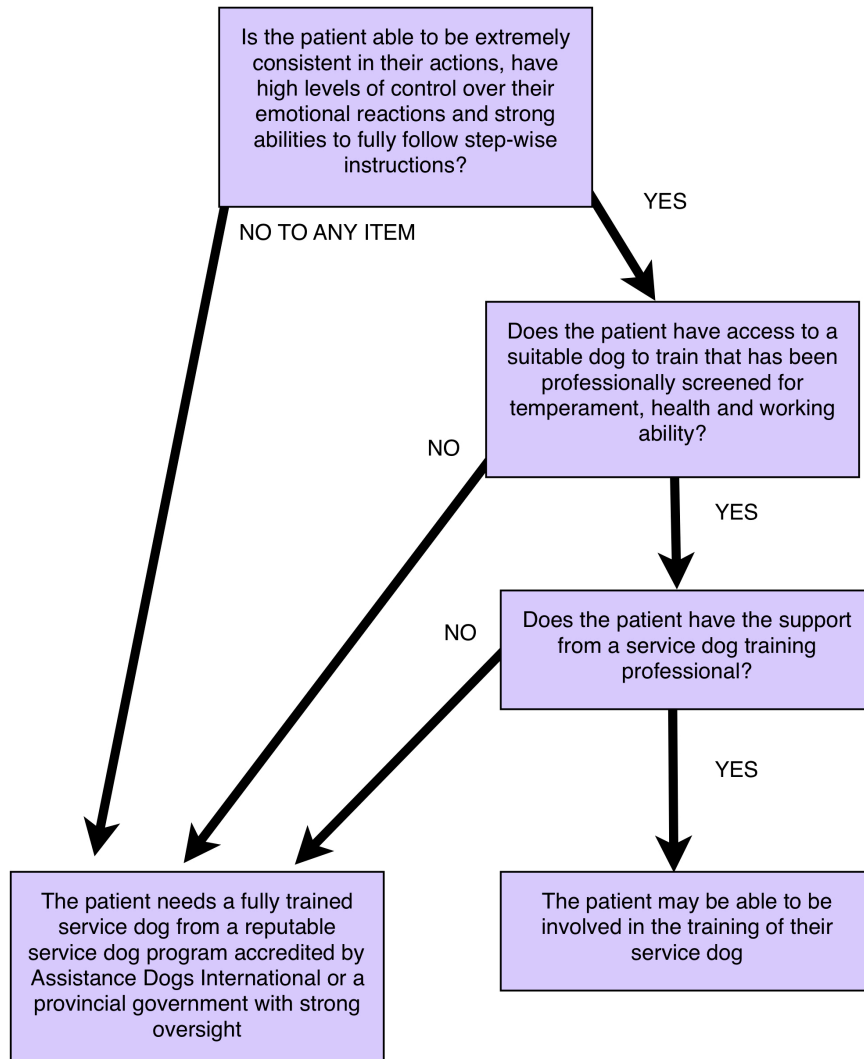 Is the patient able to be extremely
consistent in their actions, have
high levels of control over their
emotional reactions and strong
abilities to fully follow step-wise
instructions?
YES
NO TO ANY ITEM
Does the patient have access to a
suitable dog to train that has been
professionally screened for
temperament, health and working
ability?
NO
YES
Does the patient have the support
from a service dog training
professional?
NO
YES
The patient needs a fully trained
service dog from a reputable
service dog program accredited by
Assistance Dogs International or a
provincial government with strong
oversight
The patient may be able to be
involved in the training of their
service dog